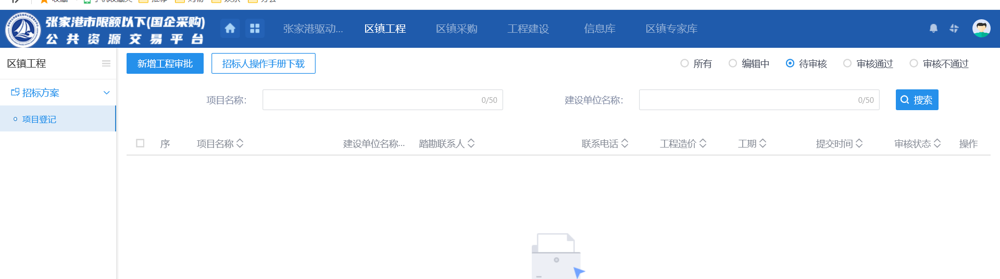 张家港市限额以下(国企采购)
公共资源交易平台
张家港驱动... 区镇工程 区镇采购 工程建设 信息库 区镇专家库
区镇工程
新增工程审批 招标人操作手册下载 所有 编辑中 待审核 审核通过 审核不通过
招标方案
项目名称: 0/50 建设单位名称: 0/50 搜索
项目登记
序 项目名称 建设单位名称... 踏勘联系人 联系电话 工程造价 工期 提交时间 审核状态 操作